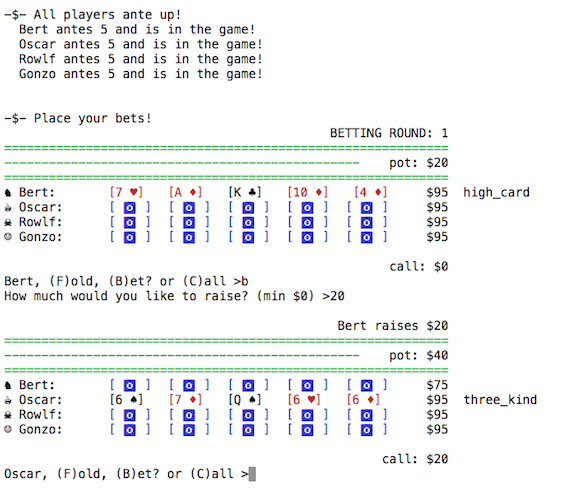 -$- All players ante up!
Bert antes 5 and is in the game!
Oscar antes 5 and is in the game!
Rowlf antes 5 and is in the game!
Gonzo antes 5 and is in the game!
-$- Place your bets!
BETTING ROUND: 1
==========================================================
---------------------------------------------- pot: $20
==========================================================
♞ Bert: [7 ♥] [A ♦] [K ♣] [10 ♦] [4 ♦] $95 high_card
☕ Oscar: [ 🂠 ] [ 🂠 ] [ 🂠 ] [ 🂠 ] [ 🂠 ] $95
☠ Rowlf: [ 🂠 ] [ 🂠 ] [ 🂠 ] [ 🂠 ] [ 🂠 ] $95
☺ Gonzo: [ 🂠 ] [ 🂠 ] [ 🂠 ] [ 🂠 ] [ 🂠 ] $95
call: $0
Bert, (F)old, (B)et? or (C)all >b
How much would you like to raise? (min $0) >20
Bert raises $20
==========================================================
---------------------------------------------- pot: $40
==========================================================
♞ Bert: [ 🂠 ] [ 🂠 ] [ 🂠 ] [ 🂠 ] [ 🂠 ] $75
☕ Oscar: [6 ♠] [7 ♦] [Q ♠] [6 ♥] [6 ♦] $95 three_kind
☠ Rowlf: [ 🂠 ] [ 🂠 ] [ 🂠 ] [ 🂠 ] [ 🂠 ] $95
☺ Gonzo: [ 🂠 ] [ 🂠 ] [ 🂠 ] [ 🂠 ] [ 🂠 ] $95
call: $20
Oscar, (F)old, (B)et? or (C)all >